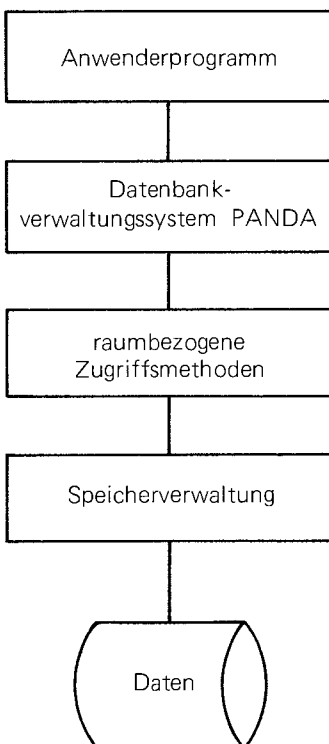 Anwenderprogramm
Datenbank-
verwaltungssystem PANDA
raumbezogene
Zugriffsmethoden
Speicherverwaltung
Daten